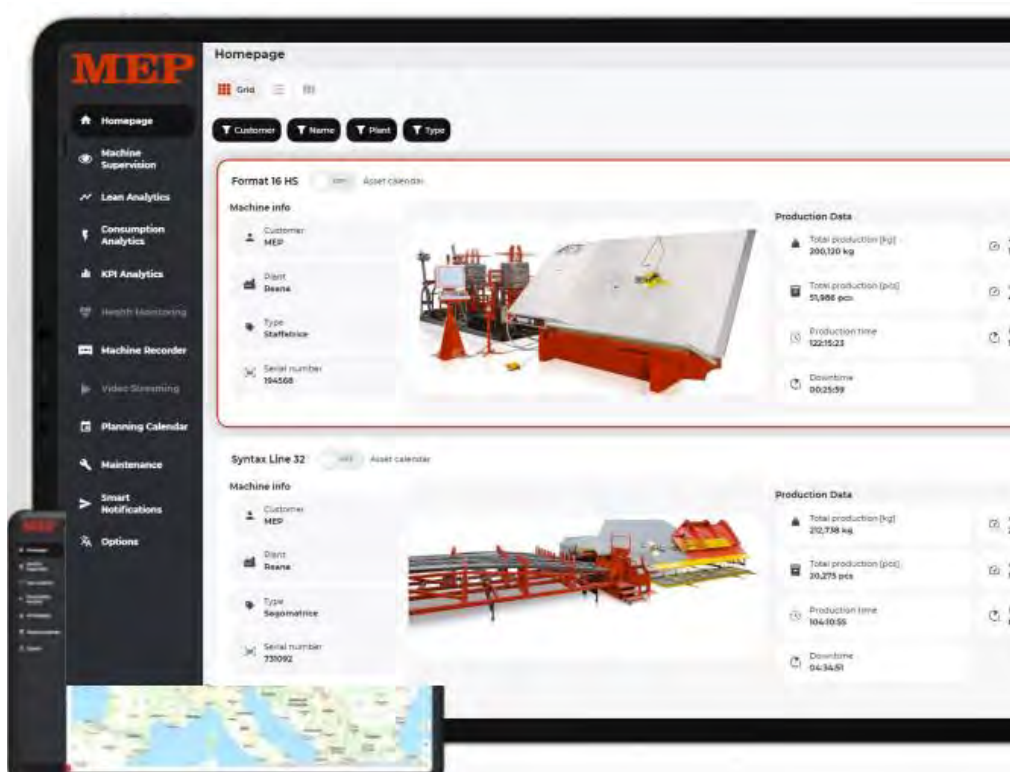 MEP
Homepage
Machine
Supervision
Lean Analytics
Consumption
Analytics
KPI Analytics
Health Monitoring
Machine Recorder
Video Streaming
Planning Calendar
Maintenance
Smart
Notifications
Options
Homepage
Grid
Customer
Name
Plant
Type
Format 16 HS
Asset calendar
Machine info
Customer
MEP
Plant
Reana
Type
Staffatrice
Serial number
194568
Production Data
Total production [kg]
200,120 kg
Total production [pcs]
51,986 pcs
Production time
122:15:23
Downtime
00:25:59
Syntax Line 32
Asset calendar
Machine info
Customer
MEP
Plant
Reana
Type
Sagomatrice
Serial number
731092
Production Data
Total production [kg]
212,738 kg
Total production [pcs]
20,275 pcs
Production time
104:10:55
Downtime
04:34:51
MEP